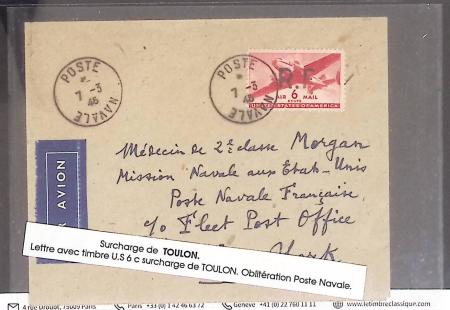 POSTE
7 -3
45
NAVALE
POSTE
7 -3
45
NAVALE
R.F.
AIR 6 MAIL
CENTS
UNITED STATES OF AMERICA
Médecin de 2e classe Morgan
Mission Navale aux Etats-Unis
Poste Navale Française
c/o Fleet Post Office
York
AVION
Surcharge de TOULON.
Lettre avec timbre U.S 6 c surcharge de TOULON. Oblitération Poste Navale.
4 rue Drouot, 75009 Paris
Paris +33 (0) 1 42 46 63 72
Genève +41 (0) 22 760 11 11
www.letimbreclassique.com